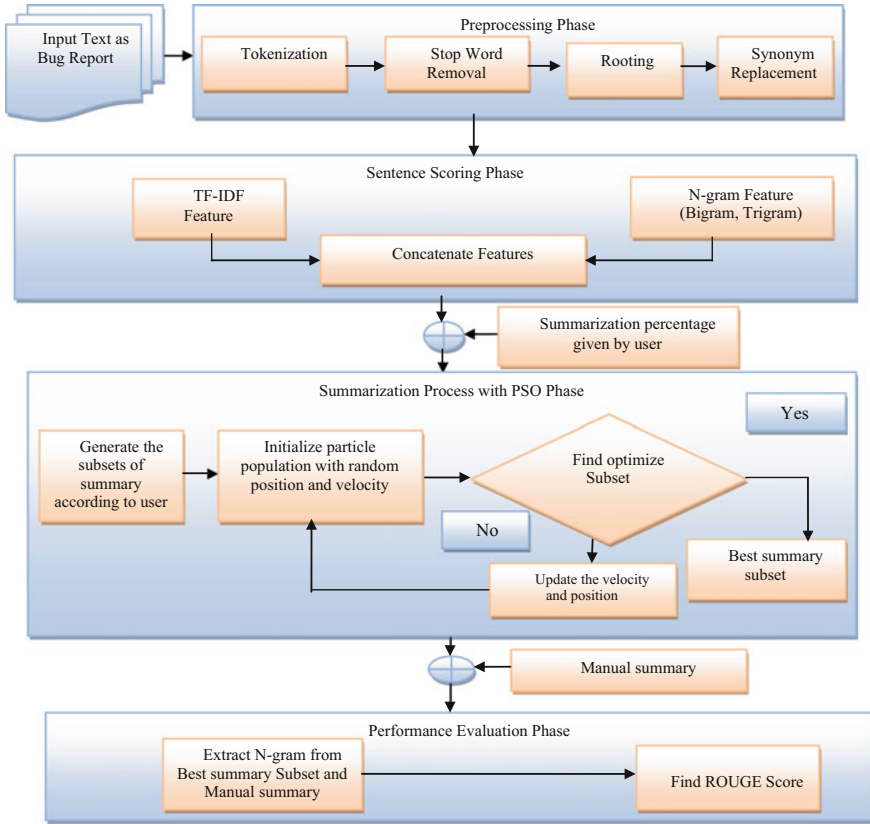 Input Text as
Bug Report
Preprocessing Phase
Tokenization
Stop Word
Removal
Rooting
Synonym
Replacement
Sentence Scoring Phase
TF-IDF
Feature
N-gram Feature
(Bigram, Trigram)
Concatenate Features
Summarization percentage
given by user
Summarization Process with PSO Phase
Yes
Generate the
subsets of
summary
according to user
Initialize particle
population with random
position and velocity
Find optimize
Subset
No
Update the velocity
and position
Best summary
subset
Manual summary
Performance Evaluation Phase
Extract N-gram from
Best summary Subset and
Manual summary
Find ROUGE Score